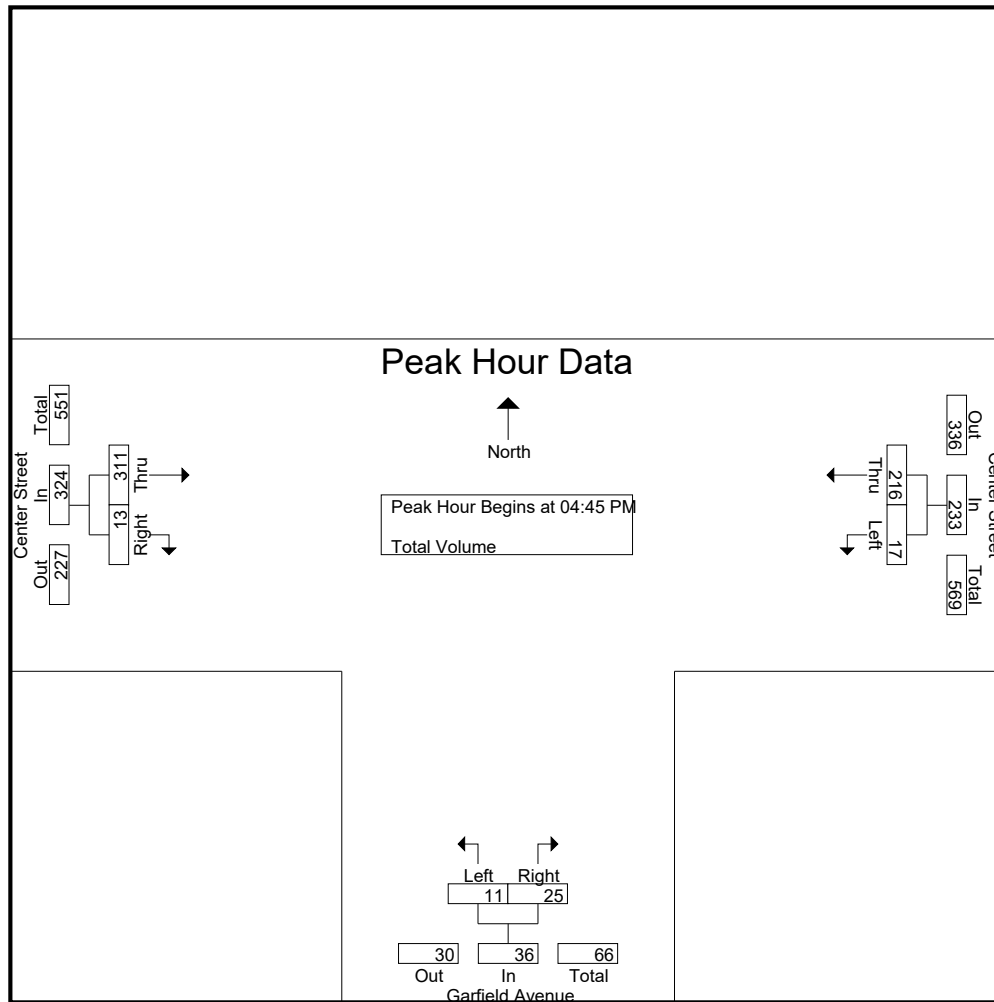 Peak Hour Data
North
Peak Hour Begins at 04:45 PM
Total Volume
Center Street
Total
551
In
324
Out
227
311
Thru
13
Right
Out
336
In
233
Total
569
Center Street
216
Thru
17
Left
Left
Right
11
25
30
36
66
Out
In
Total
Garfield Avenue